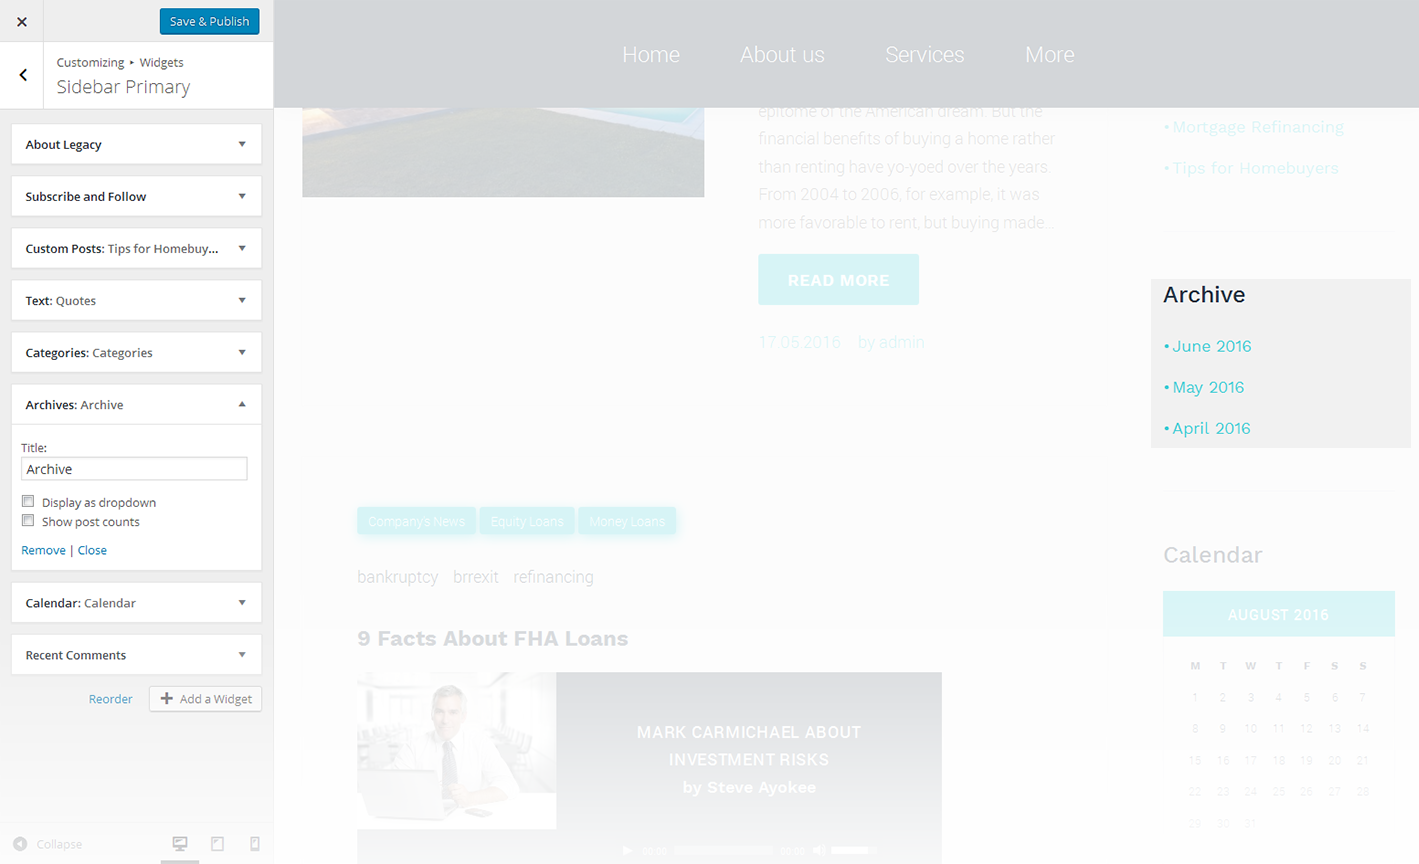 Save & Publish
Customizing ▸ Widgets
Sidebar Primary
About Legacy
Subscribe and Follow
Custom Posts: Tips for Homebuy...
Text: Quotes
Categories: Categories
Archives: Archive
Title:
Archive
Display as dropdown
Show post counts
Remove | Close
Calendar: Calendar
Recent Comments
Reorder
Add a Widget
Collapse
Home About us Services More
epitome of the American dream. But the
financial benefits of buying a home rather
than renting have yo-yoed over the years.
From 2004 to 2006, for example, it was
more favorable to rent, but buying made...
READ MORE
17.05.2016 by admin
Company's News Equity Loans Money Loans
bankruptcy brrexit refinancing
9 Facts About FHA Loans
MARK CARMICHAEL ABOUT
INVESTMENT RISKS
by Steve Ayokee
00:00 00:00
• Mortgage Refinancing
• Tips for Homebuyers
Archive
• June 2016
• May 2016
• April 2016
Calendar
AUGUST 2016
M T W T F S S
1 2 3 4 5 6 7
8 9 10 11 12 13 14
15 16 17 18 19 20 21
22 23 24 25 26 27 28
29 30 31